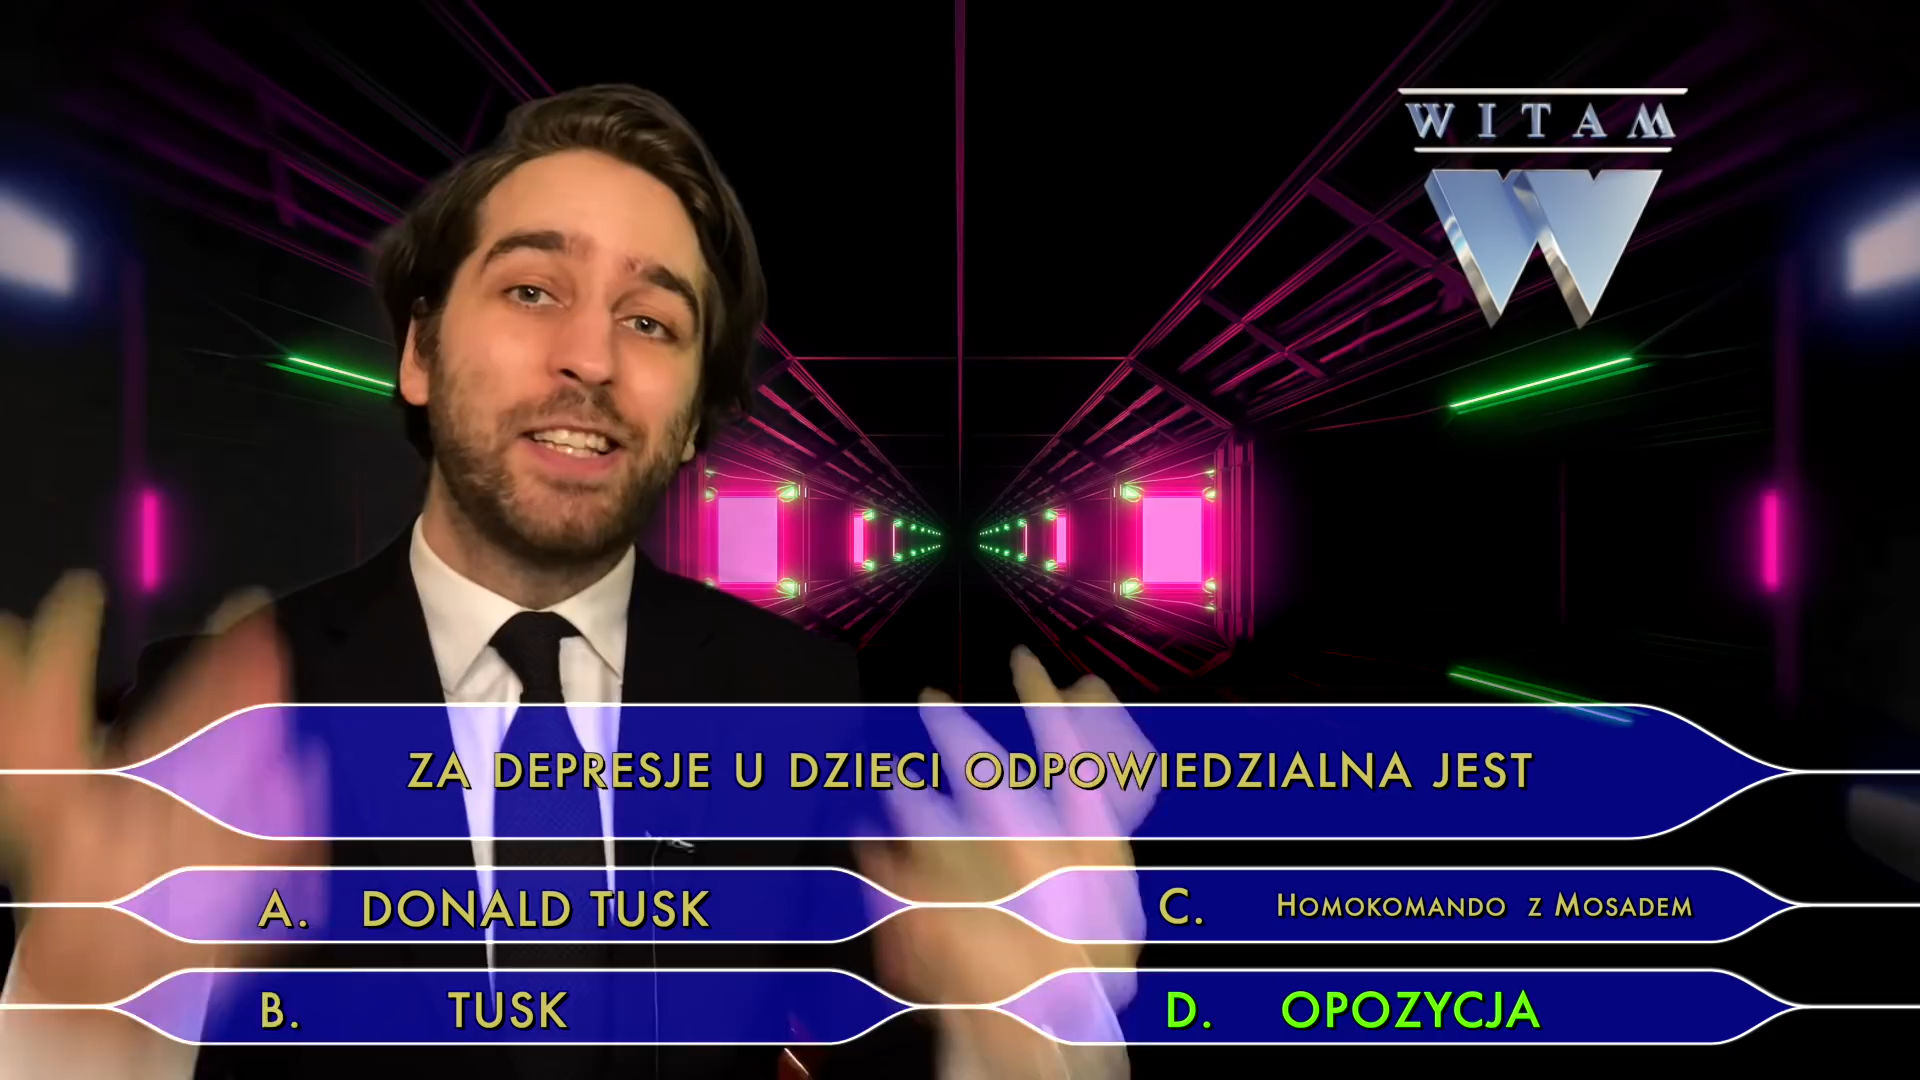 WITAM
W
ZA DEPRESJE U DZIECI ODPOWIEDZIALNA JEST
A. DONALD TUSK
C. HOMOKOMANDO Z MOSADEM
B. TUSK
D. OPOZYCJA